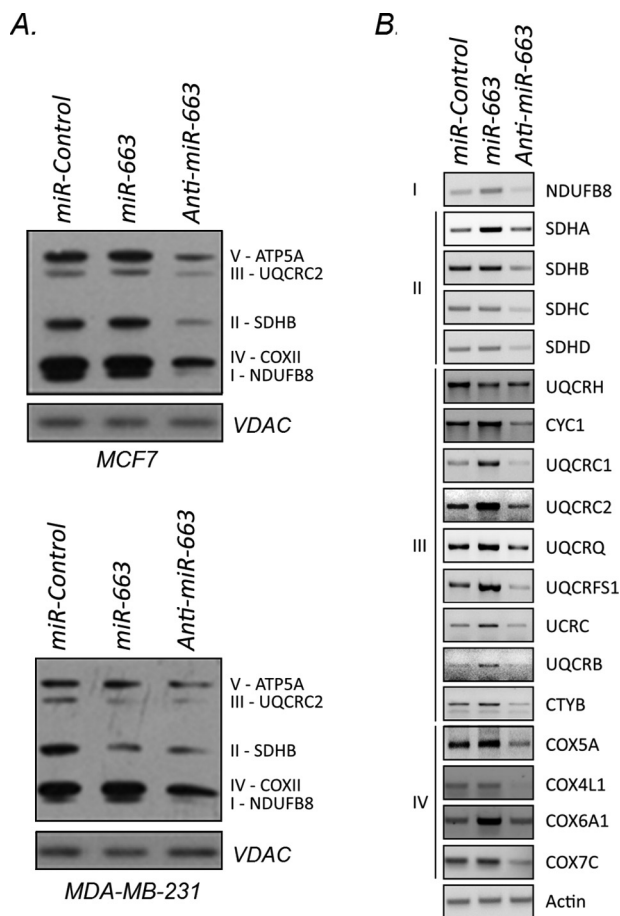 A.
miR-Control
miR-663
Anti-miR-663
V - ATP5A
III - UQCRC2
II - SDHB
IV - COXII
I - NDUFB8
VDAC
MCF7
miR-Control
miR-663
Anti-miR-663
V - ATP5A
III - UQCRC2
II - SDHB
IV - COXII
I - NDUFB8
VDAC
MDA-MB-231
B.
miR-Control
miR-663
Anti-miR-663
I
NDUFB8
II
SDHA
SDHB
SDHC
SDHD
III
UQCRH
CYC1
UQCRC1
UQCRC2
UQCRQ
UQCRFS1
UCRC
UQCRB
CTYB
IV
COX5A
COX4L1
COX6A1
COX7C
Actin